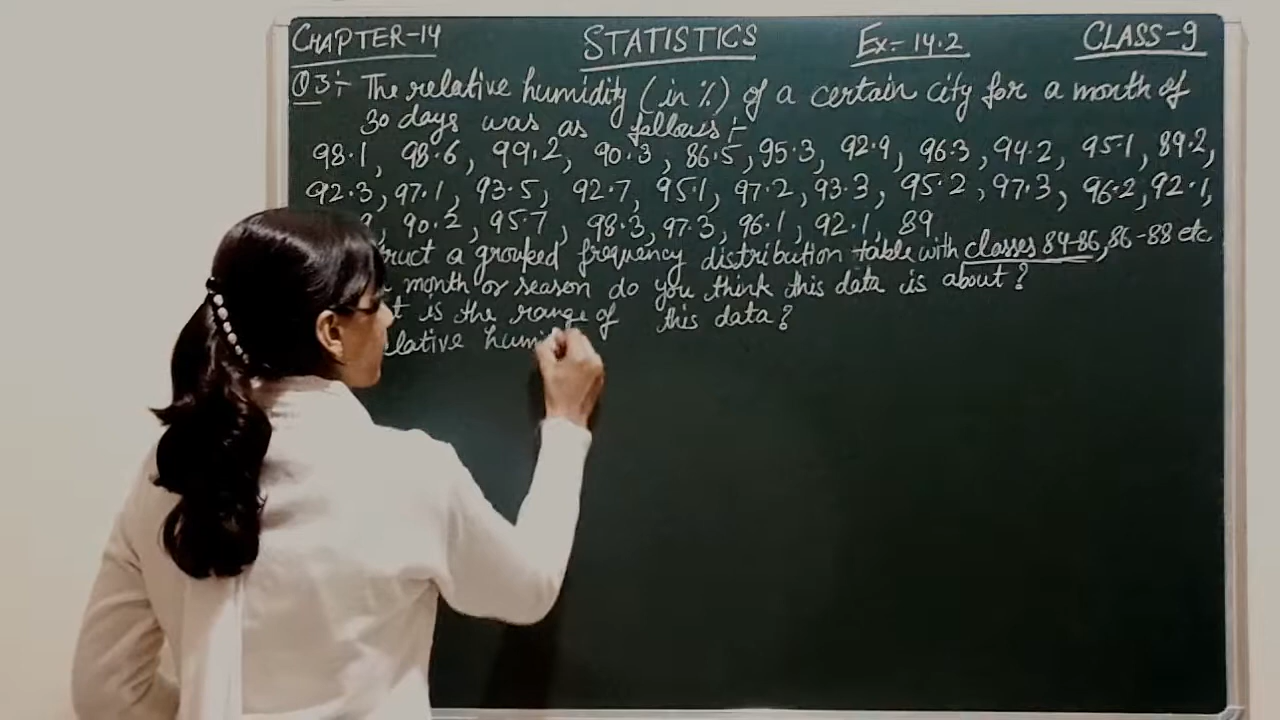 CHAPTER-14 STATISTICS Ex-14.2 CLASS-9
Q3:- The relative humidity (in %) of a certain city for a month of
30 days was as follows:-
98.1, 98.6, 99.2, 90.3, 86.5, 95.3, 92.9, 96.3, 94.2, 95.1, 89.2,
92.3, 97.1, 93.5, 92.7, 95.1, 97.2, 93.3, 95.2, 97.3, 96.2, 92.1,
90.2, 95.7, 98.3, 97.3, 96.1, 92.1, 89
a grouped frequency distribution table with classes 84-86, 86-88 etc.
month or season do you think this data is about?
is the range of this data?